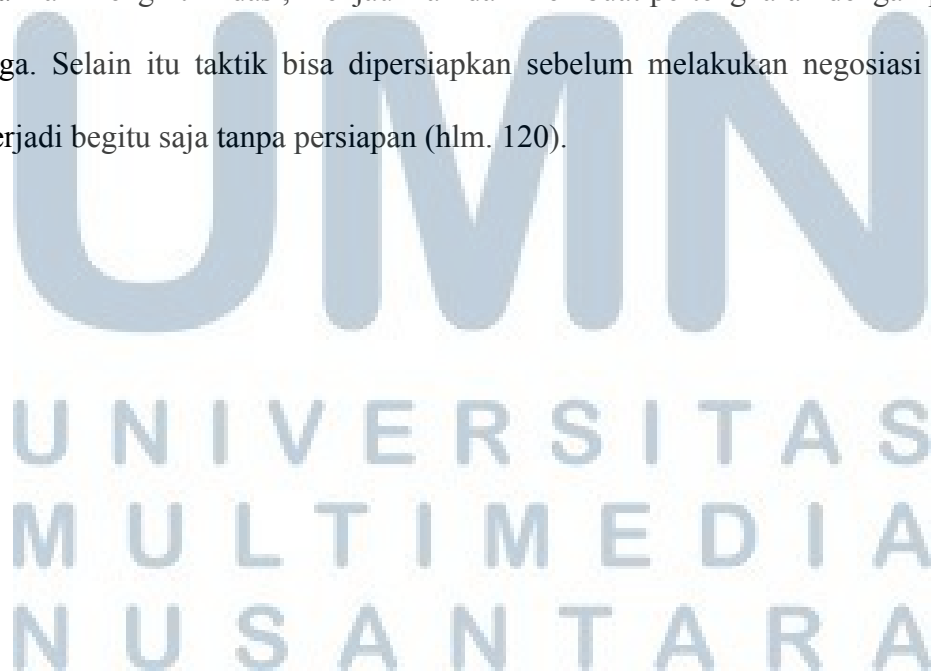 dengan
ga. Selain itu taktik bisa dipersiapkan sebelum melakukan negosiasi
erjadi begitu saja tanpa persiapan (hlm. 120).
UMN
UNIVERSITAS
MULTIMEDIA
NUSANTARA